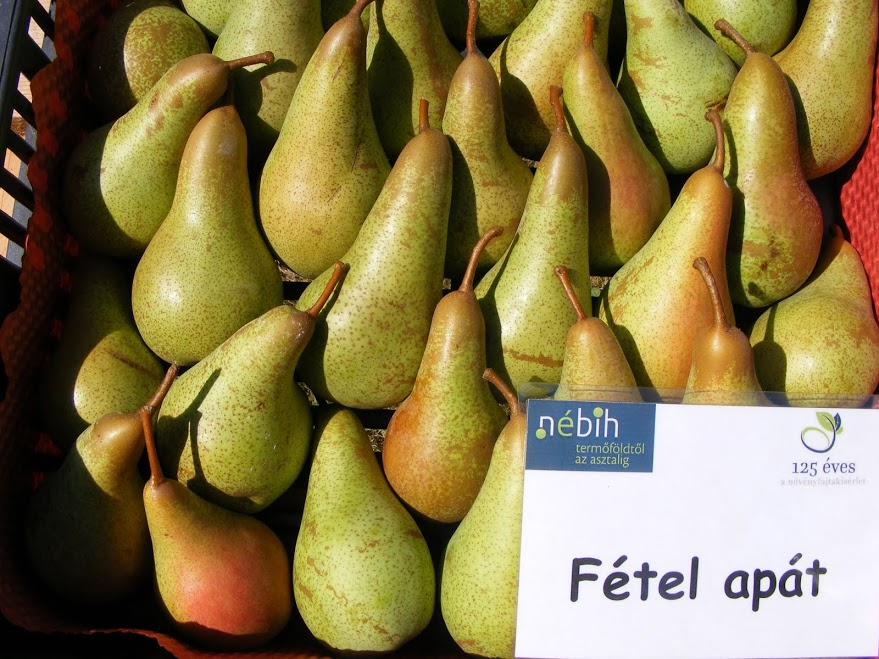 nébih
termőföldtől
az asztalig
125 éves
a növényfajtakísérlet
Fétel apát